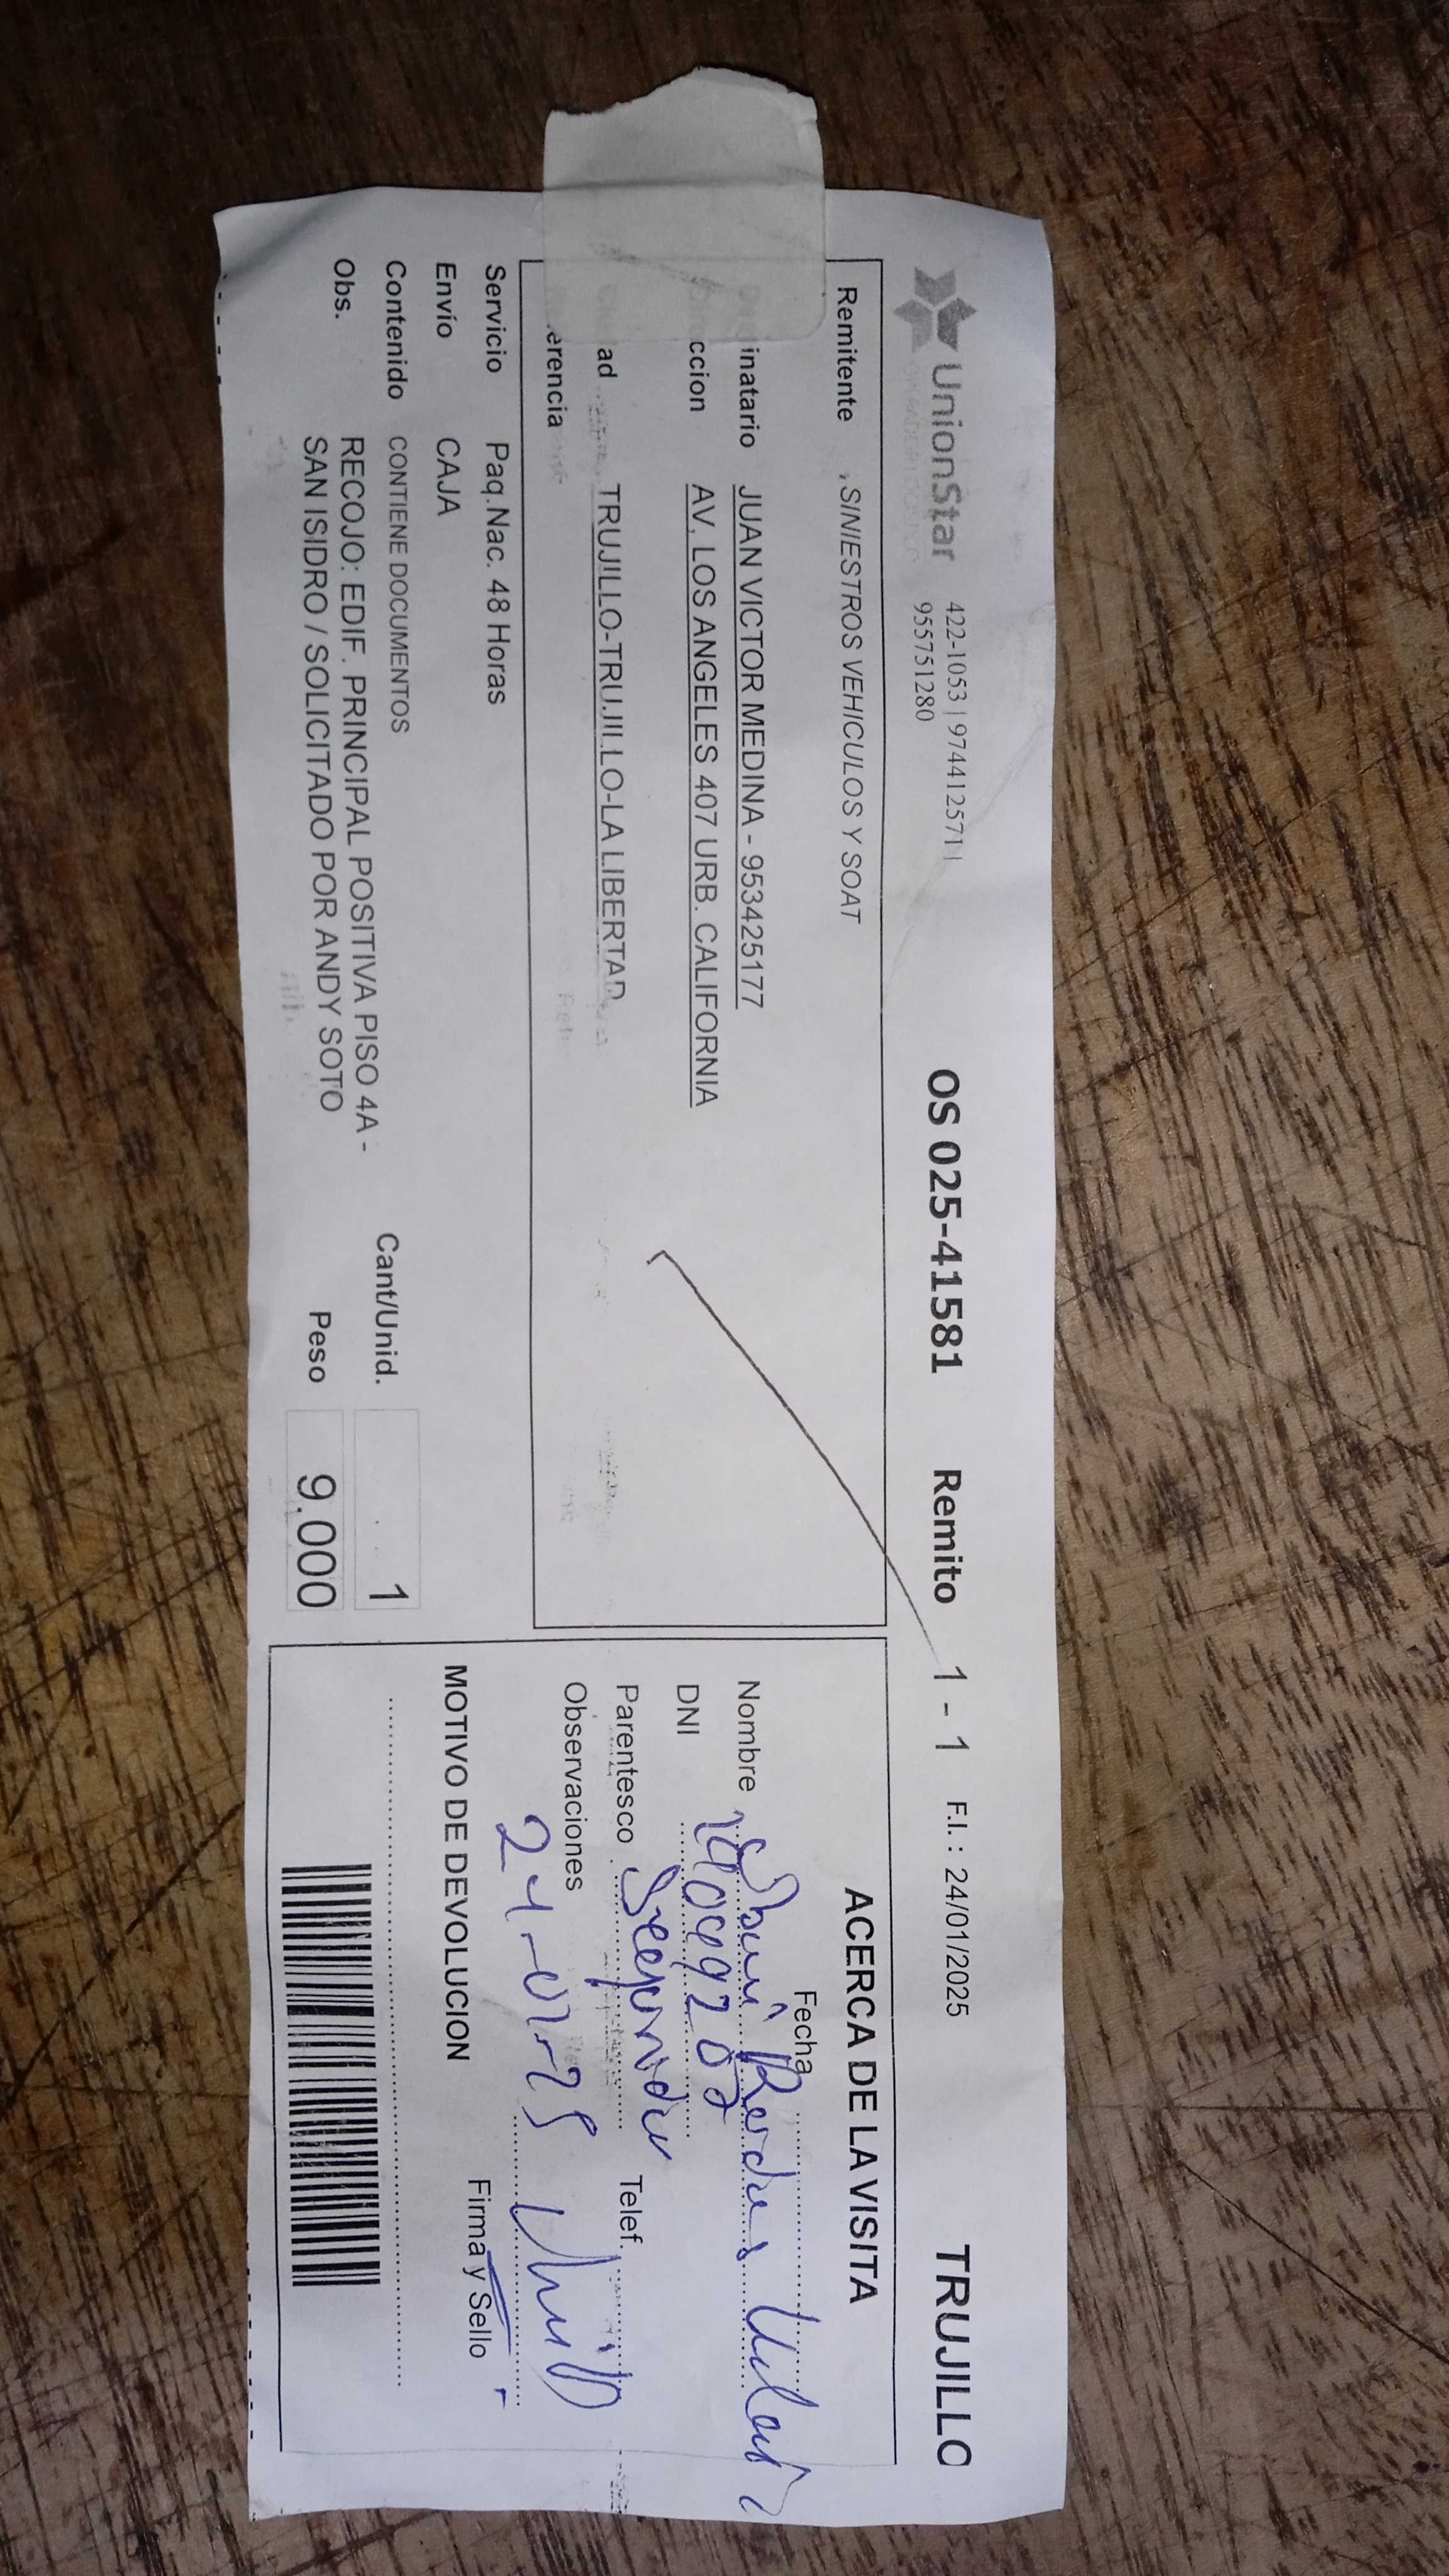 UnionStar
422-1053 | 974412571 |
955751280
OS 025-41581 Remito 1 - 1 F.I. : 24/01/2025 TRUJILLO
Remitente SINIESTROS VEHICULOS Y SOAT
inatario JUAN VICTOR MEDINA - 953425177
ccion AV. LOS ANGELES 407 URB. CALIFORNIA
ad TRUJILLO-TRUJILLO-LA LIBERTAD
erencia
Servicio Paq.Nac. 48 Horas
Envío CAJA
Contenido CONTIENE DOCUMENTOS
Obs. RECOJO: EDIF. PRINCIPAL POSITIVA PISO 4A -
SAN ISIDRO / SOLICITADO POR ANDY SOTO
Cant/Unid. 1
Peso 9.000
ACERCA DE LA VISITA
Fecha
Nombre
DNI
Parentesco
Telef.
Observaciones
MOTIVO DE DEVOLUCION
Firma y Sello